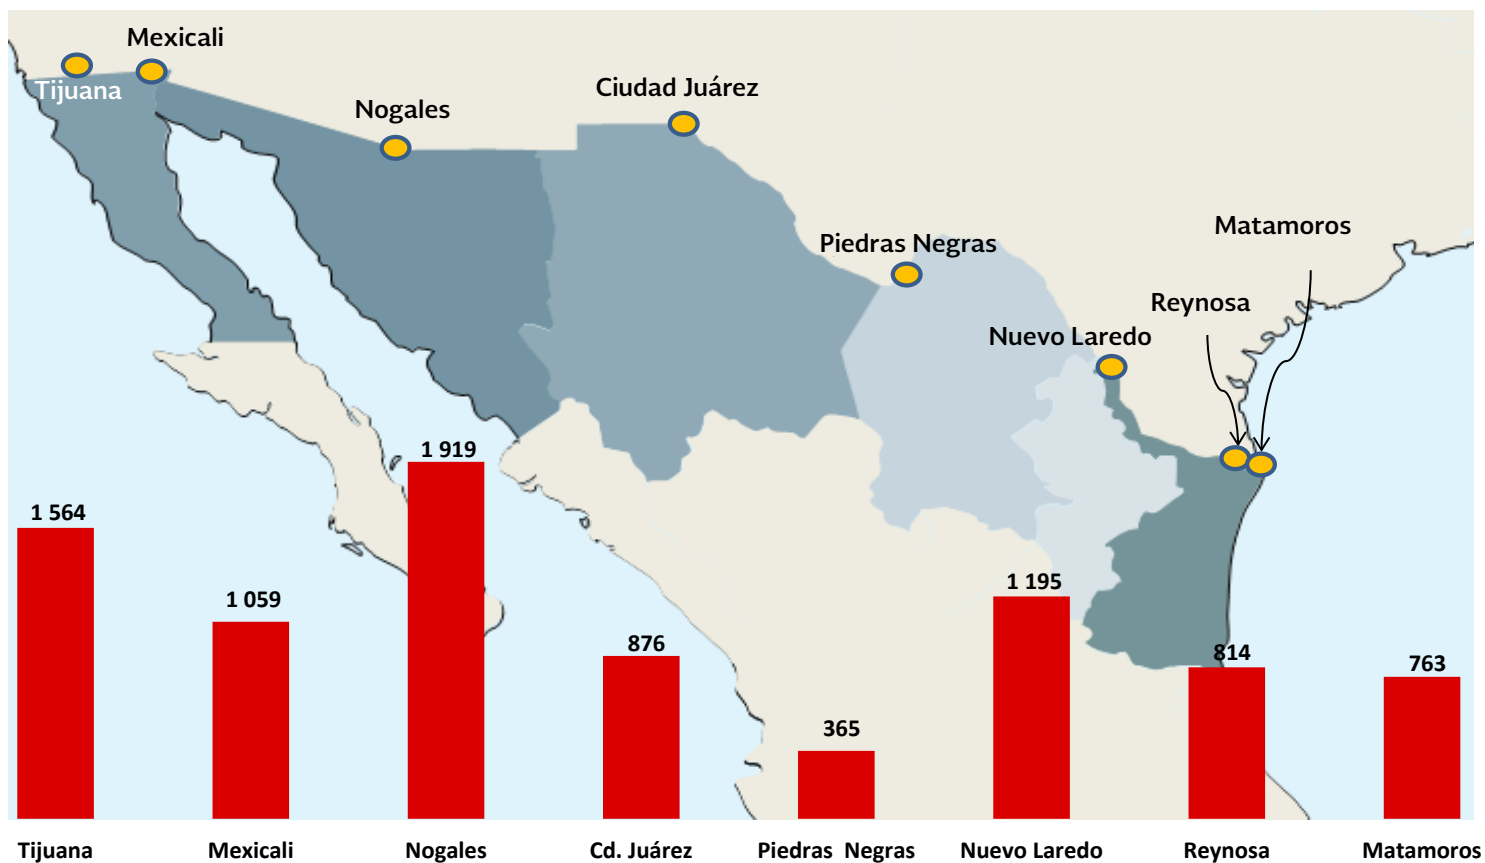 Mexicali
Tijuana
Ciudad Juárez
Nogales
Matamoros
Piedras Negras
Reynosa
Nuevo Laredo
1 919
1 564
1 195
1 059
876
814
763
365
Tijuana
Mexicali
Nogales
Cd. Juárez
Piedras Negras
Nuevo Laredo
Reynosa
Matamoros